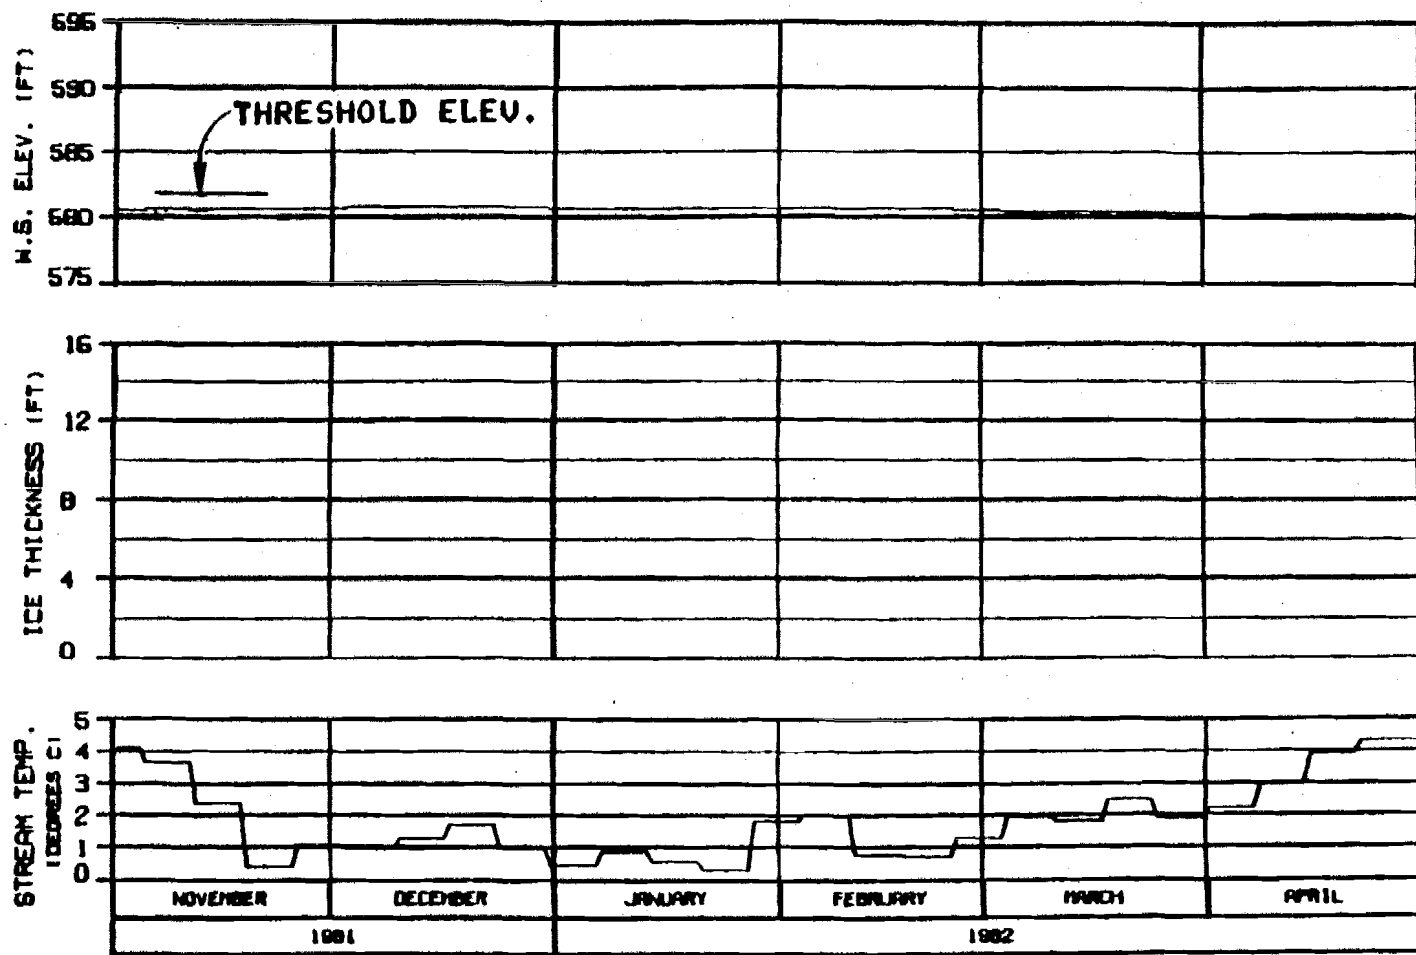 595
590
585
580
575
W.S. ELEV. (FT)
THRESHOLD ELEV.
16
12
8
4
0
ICE THICKNESS (FT)
5
4
3
2
1
0
STREAM TEMP.
(DEGREES C)
NOVEMBER DECEMBER JANUARY FEBRUARY MARCH APRIL
1981 1982